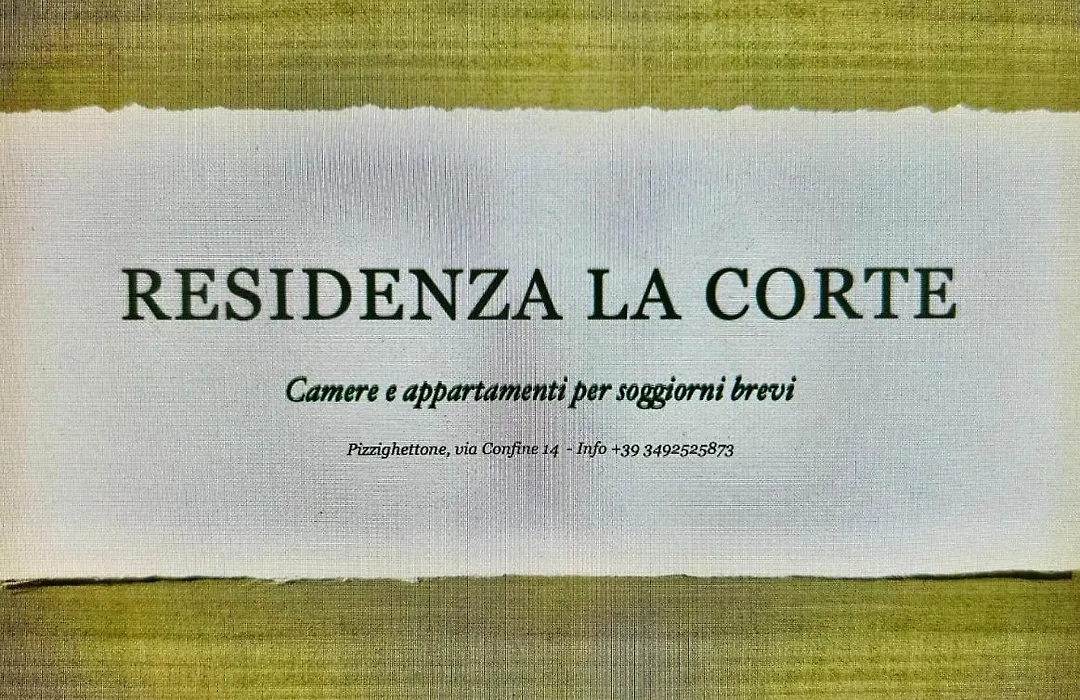 RESIDENZA LA CORTE
Camere e appartamenti per soggiorni brevi
Pizzighettone, via Confine 14 - Info +39 3492525873